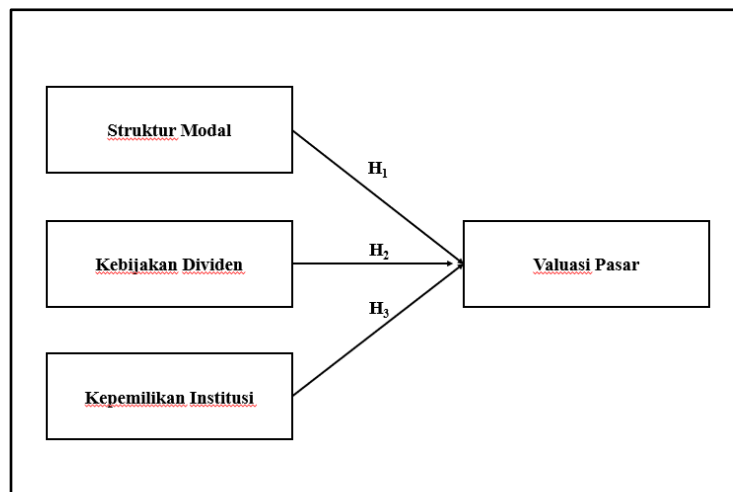 Struktur Modal
H₁
Kebijakan Dividen
H₂
Valuasi Pasar
H₃
Kepemilikan Institusi